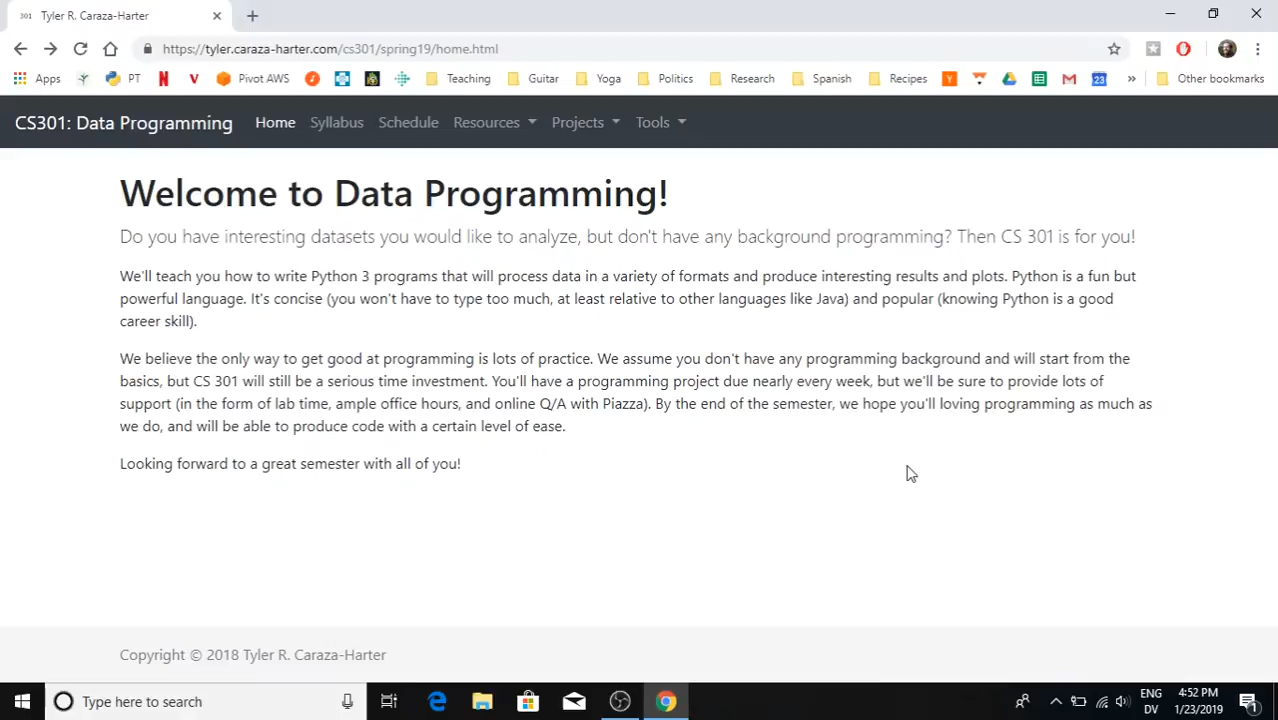 301 Tyler R. Caraza-Harter
https://tyler.caraza-harter.com/cs301/spring19/home.html
Apps PT Pivot AWS Teaching Guitar Yoga Politics Research Spanish Recipes 23 » Other bookmarks
CS301: Data Programming Home Syllabus Schedule Resources Projects Tools
Welcome to Data Programming!
Do you have interesting datasets you would like to analyze, but don't have any background programming? Then CS 301 is for you!
We'll teach you how to write Python 3 programs that will process data in a variety of formats and produce interesting results and plots. Python is a fun but
powerful language. It's concise (you won't have to type too much, at least relative to other languages like Java) and popular (knowing Python is a good
career skill).
We believe the only way to get good at programming is lots of practice. We assume you don't have any programming background and will start from the
basics, but CS 301 will still be a serious time investment. You'll have a programming project due nearly every week, but we'll be sure to provide lots of
support (in the form of lab time, ample office hours, and online Q/A with Piazza). By the end of the semester, we hope you'll loving programming as much as
we do, and will be able to produce code with a certain level of ease.
Looking forward to a great semester with all of you!
Copyright © 2018 Tyler R. Caraza-Harter
Type here to search
ENG
DV
4:52 PM
1/23/2019
1